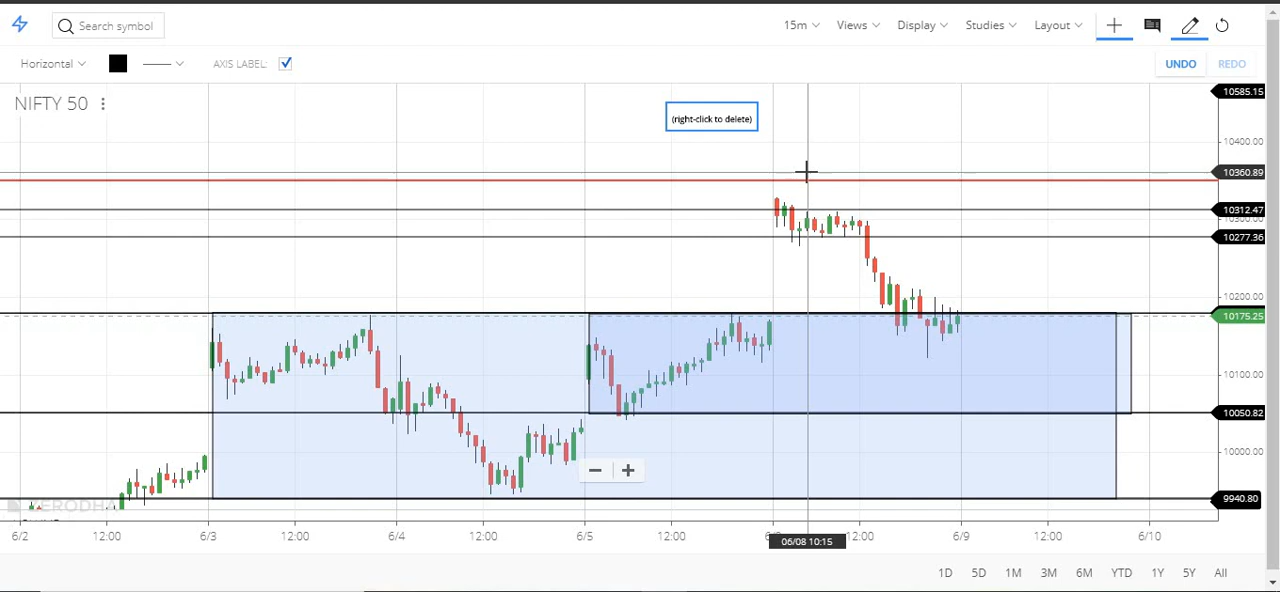 Search symbol
15m Views Display Studies Layout
Horizontal AXIS LABEL: UNDO REDO
NIFTY 50
(right-click to delete)
10585.15
10400.00
10360.89
10312.47
10277.36
10200.00
10175.25
10100.00
10050.82
10000.00
9940.80
ZERODHA
6/2 12:00 6/3 12:00 6/4 12:00 6/5 12:00 12:00 6/9 12:00 6/10
06/08 10:15
1D 5D 1M 3M 6M YTD 1Y 5Y All